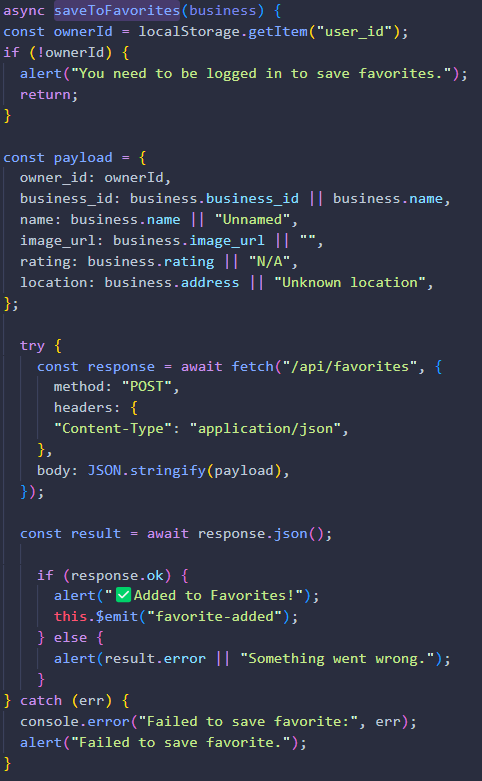 async saveToFavorites(business) {
const ownerId = localStorage.getItem("user_id");
if (!ownerId) {
  alert("You need to be logged in to save favorites.");
  return;
}

const payload = {
  owner_id: ownerId,
  business_id: business.business_id || business.name,
  name: business.name || "Unnamed",
  image_url: business.image_url || "",
  rating: business.rating || "N/A",
  location: business.address || "Unknown location",
};

  try {
    const response = await fetch("/api/favorites", {
      method: "POST",
      headers: {
      "Content-Type": "application/json",
    },
    body: JSON.stringify(payload),
  });

  const result = await response.json();

    if (response.ok) {
      alert("✅Added to Favorites!");
      this.$emit("favorite-added");
    } else {
      alert(result.error || "Something went wrong.");
    }
} catch (err) {
  console.error("Failed to save favorite:", err);
  alert("Failed to save favorite.");
}